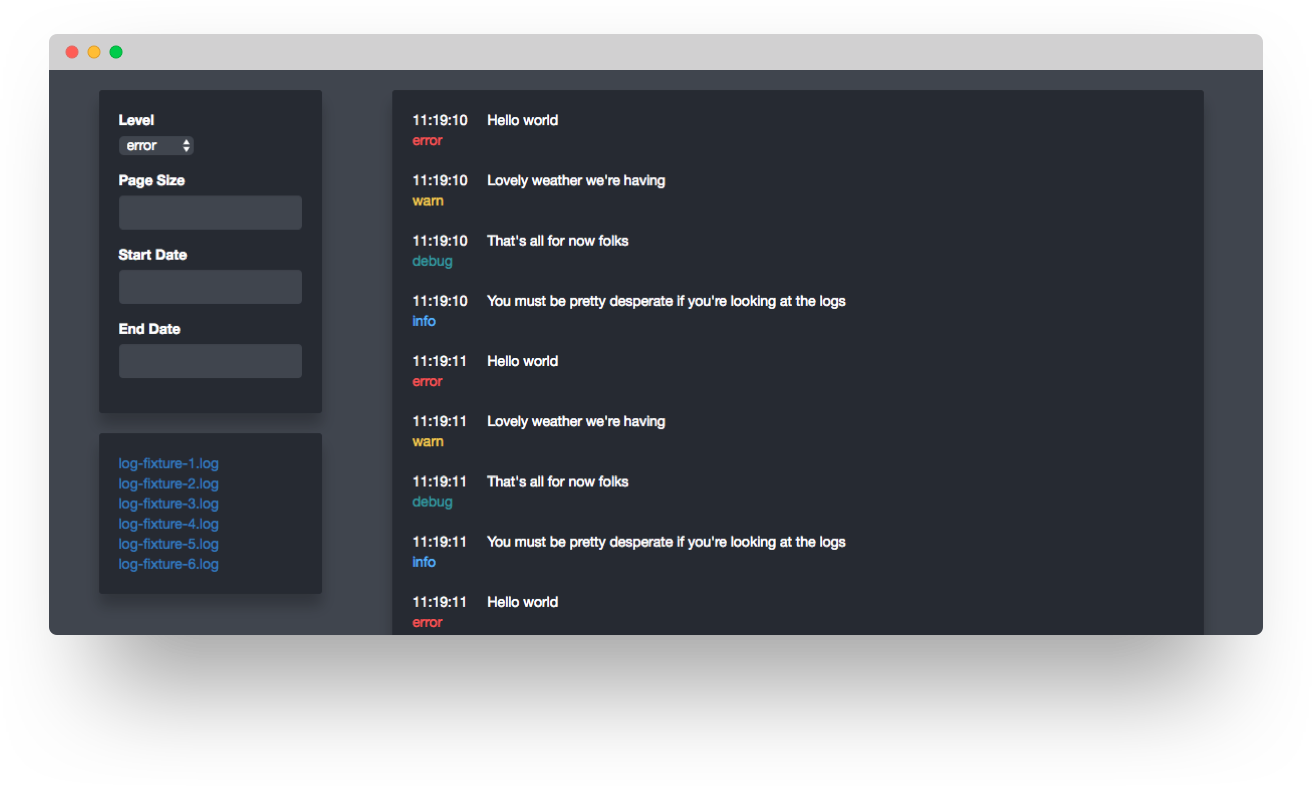 Level
error
Page Size
Start Date
End Date
log-fixture-1.log
log-fixture-2.log
log-fixture-3.log
log-fixture-4.log
log-fixture-5.log
log-fixture-6.log
11:19:10 Hello world
error
11:19:10 Lovely weather we're having
warn
11:19:10 That's all for now folks
debug
11:19:10 You must be pretty desperate if you're looking at the logs
info
11:19:11 Hello world
error
11:19:11 Lovely weather we're having
warn
11:19:11 That's all for now folks
debug
11:19:11 You must be pretty desperate if you're looking at the logs
info
11:19:11 Hello world
error